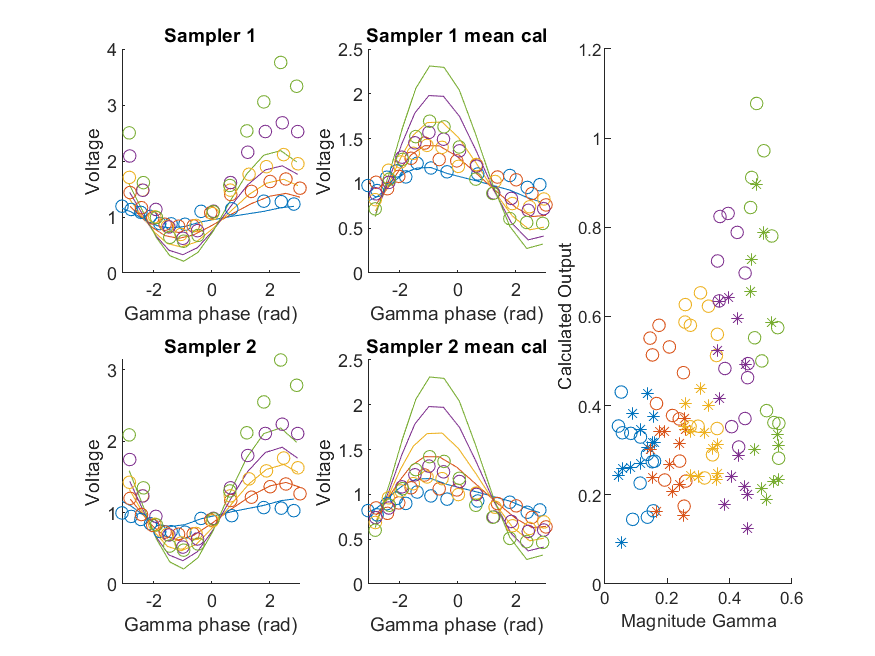 Sampler 1
Voltage
4
3
2
1
0
-2 0 2
Gamma phase (rad)
Sampler 1 mean cal
Voltage
2.5
2
1.5
1
0.5
0
-2 0 2
Gamma phase (rad)
Sampler 2
Voltage
3
2
1
0
-2 0 2
Gamma phase (rad)
Sampler 2 mean cal
Voltage
2.5
2
1.5
1
0.5
0
-2 0 2
Gamma phase (rad)
Calculated Output
1.2
1
0.8
0.6
0.4
0.2
0
0 0.2 0.4 0.6
Magnitude Gamma